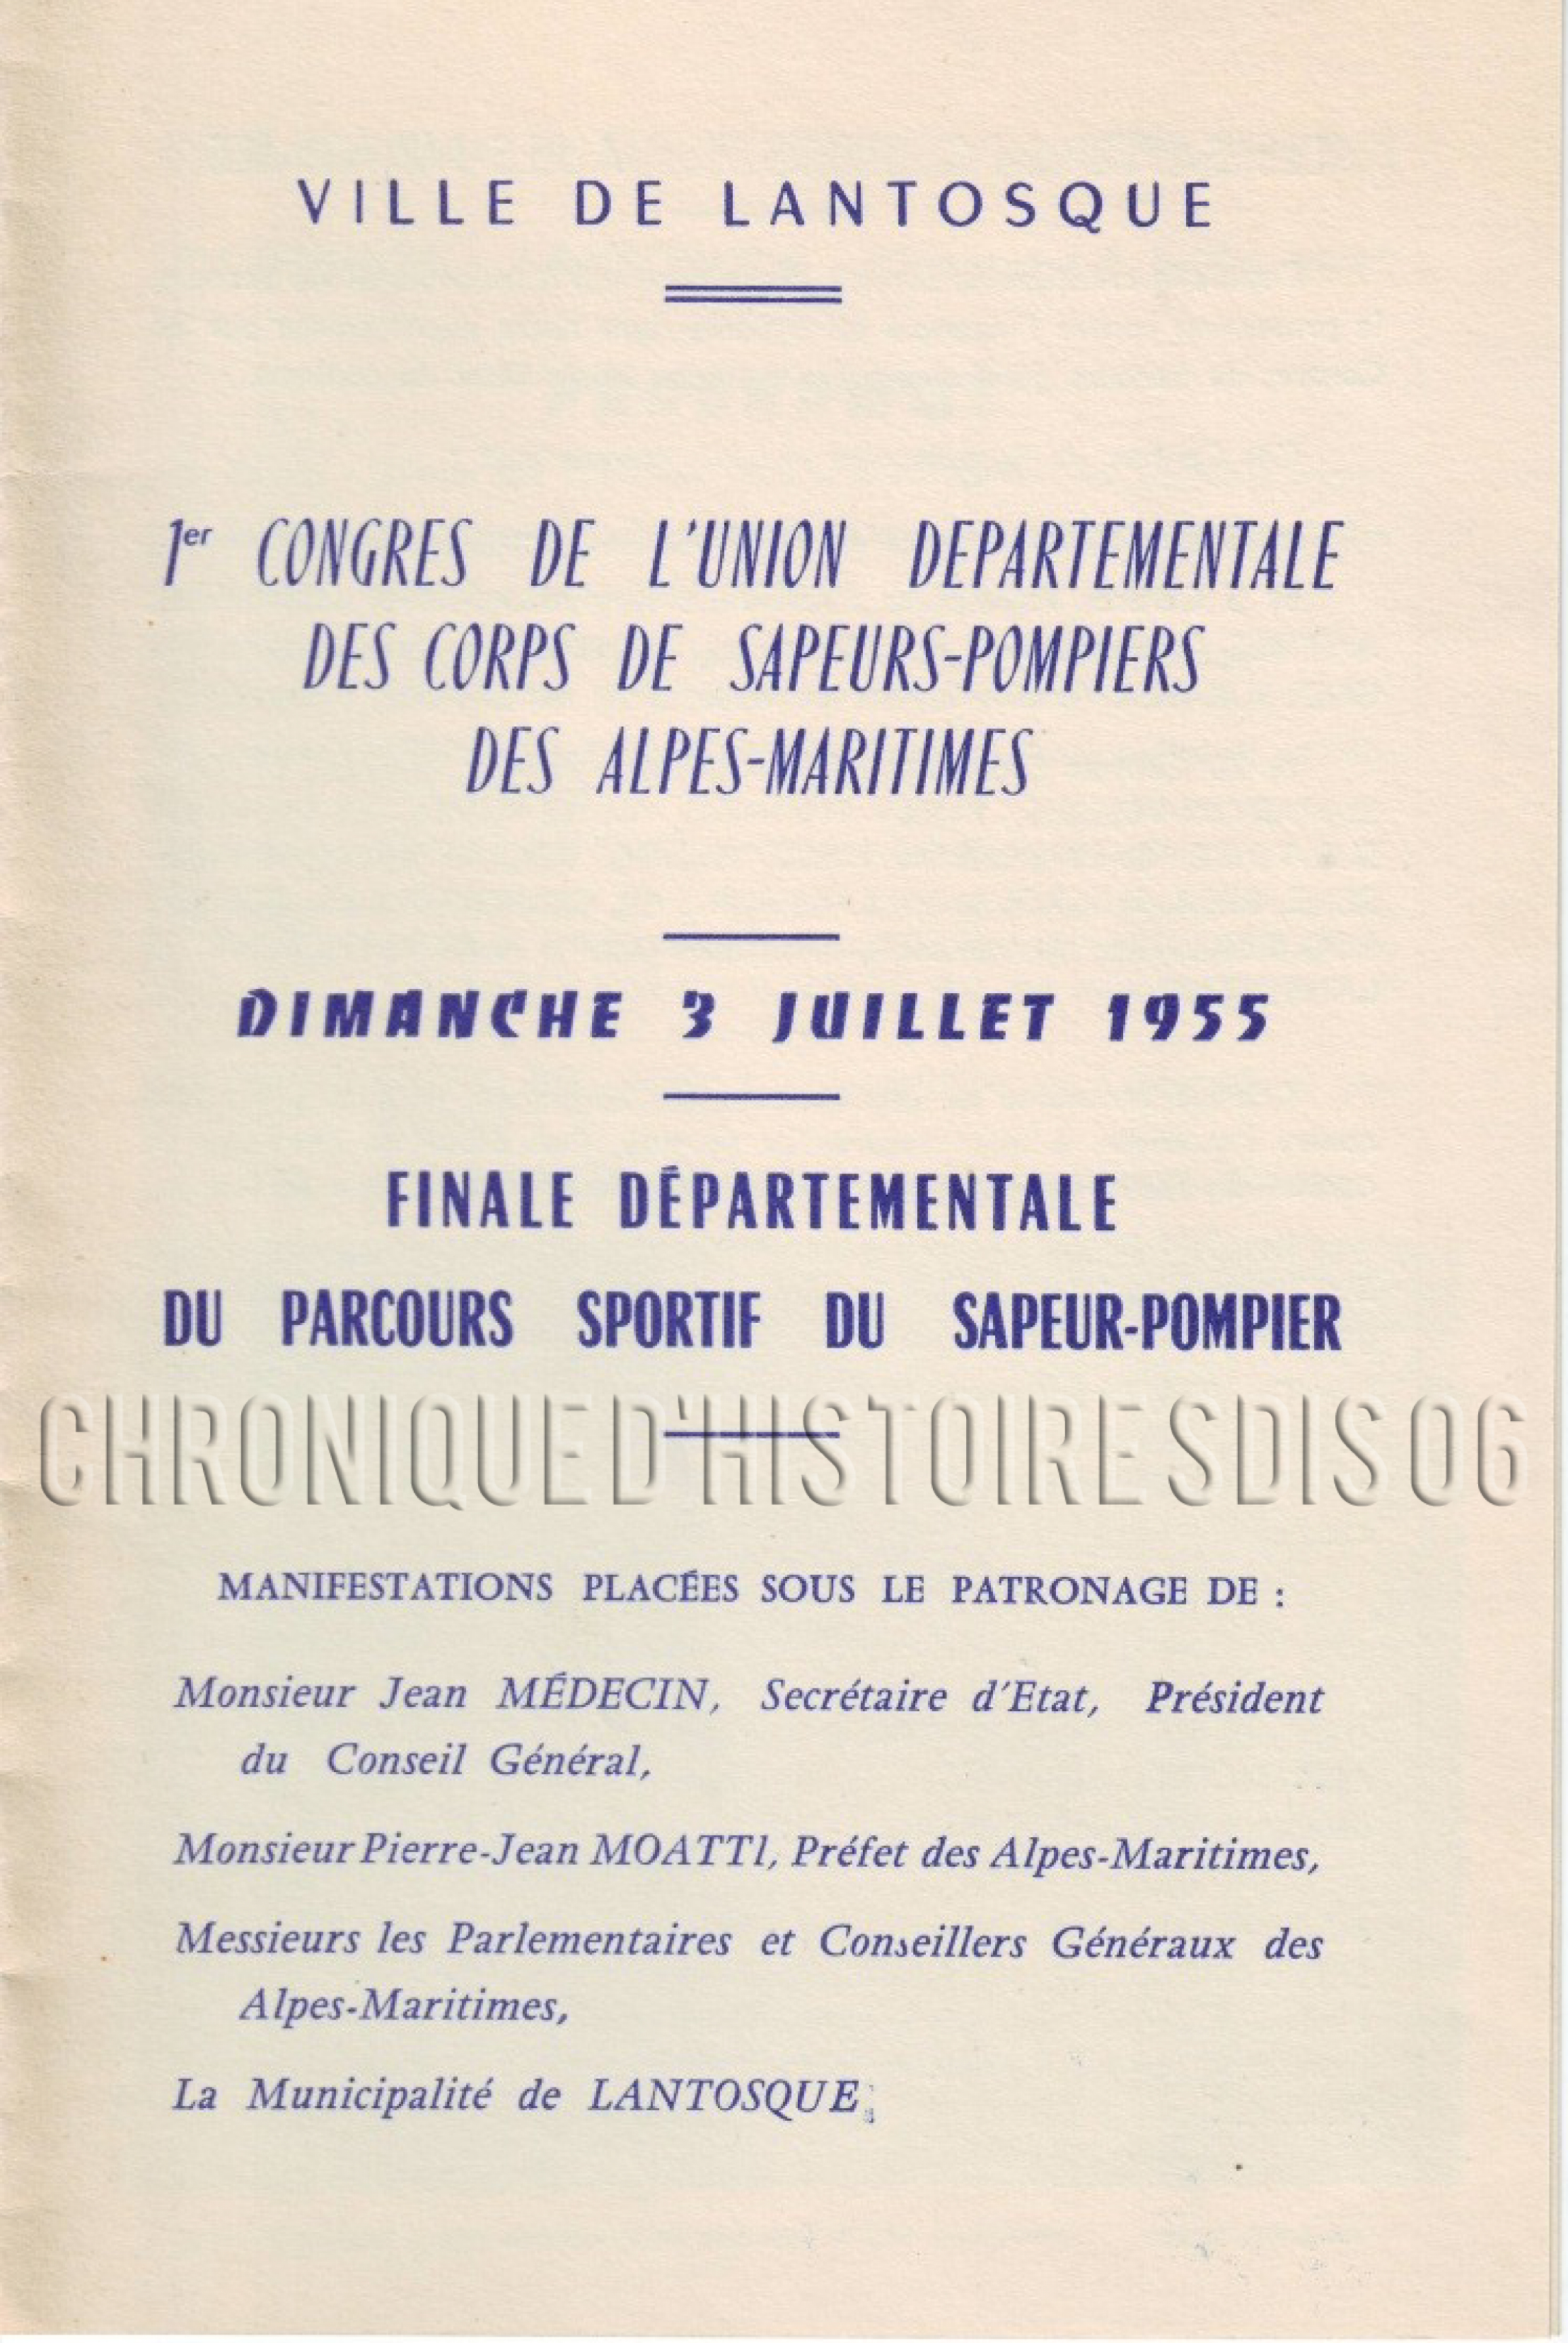 VILLE DE LANTOSQUE
1er CONGRES DE L'UNION DEPARTEMENTALE
DES CORPS DE SAPEURS-POMPIERS
DES ALPES-MARITIMES
DIMANCHE 3 JUILLET 1955
FINALE DÉPARTEMENTALE
DU PARCOURS SPORTIF DU SAPEUR-POMPIER
CHRONIQUE D'HISTOIRE SDIS 06
MANIFESTATIONS PLACÉES SOUS LE PATRONAGE DE :
Monsieur Jean MÉDECIN, Secrétaire d'Etat, Président
du Conseil Général,
Monsieur Pierre-Jean MOATTI, Préfet des Alpes-Maritimes,
Messieurs les Parlementaires et Conseillers Généraux des
Alpes-Maritimes,
La Municipalité de LANTOSQUE;